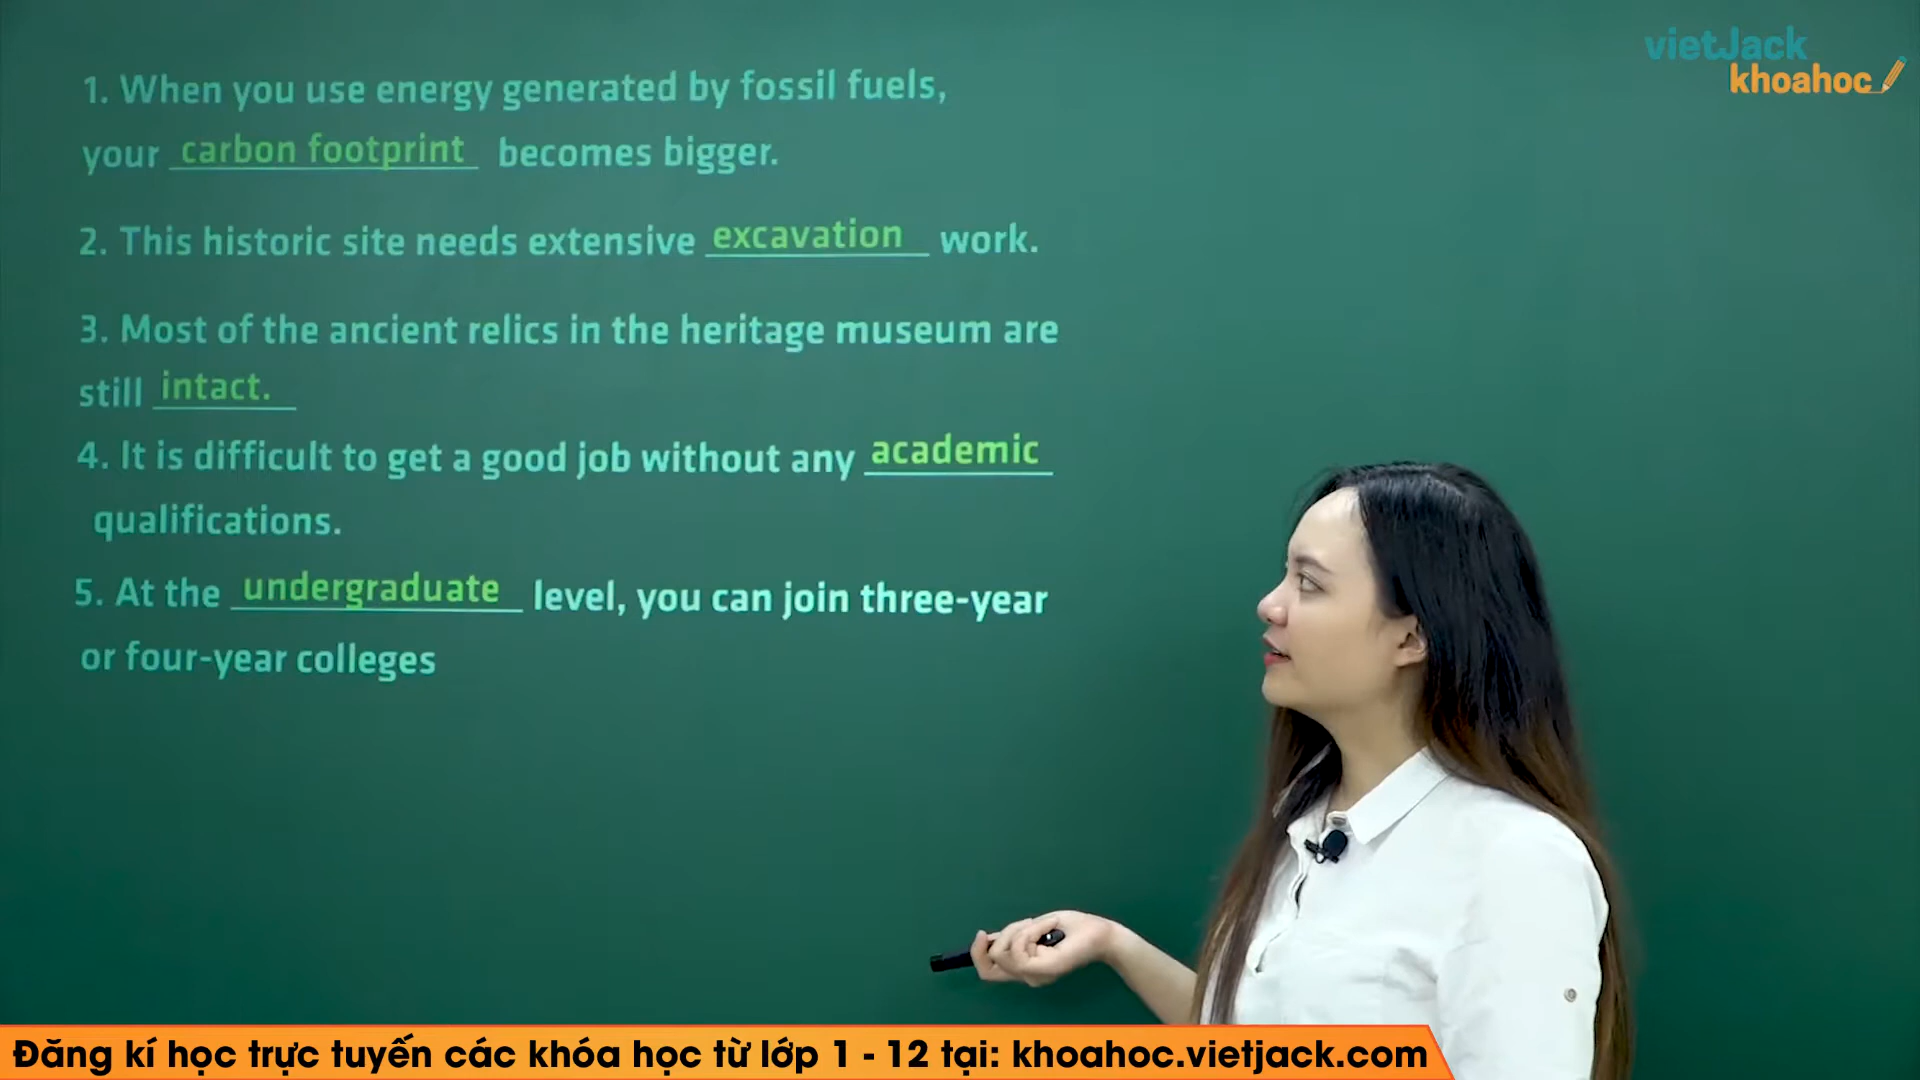 vietJack
khoahoc
1. When you use energy generated by fossil fuels,
your carbon footprint becomes bigger.
2. This historic site needs extensive excavation work.
3. Most of the ancient relics in the heritage museum are
still intact.
4. It is difficult to get a good job without any academic
qualifications.
5. At the undergraduate level, you can join three-year
or four-year colleges
Đăng kí học trực tuyến các khóa học từ lớp 1 - 12 tại: khoahoc.vietjack.com